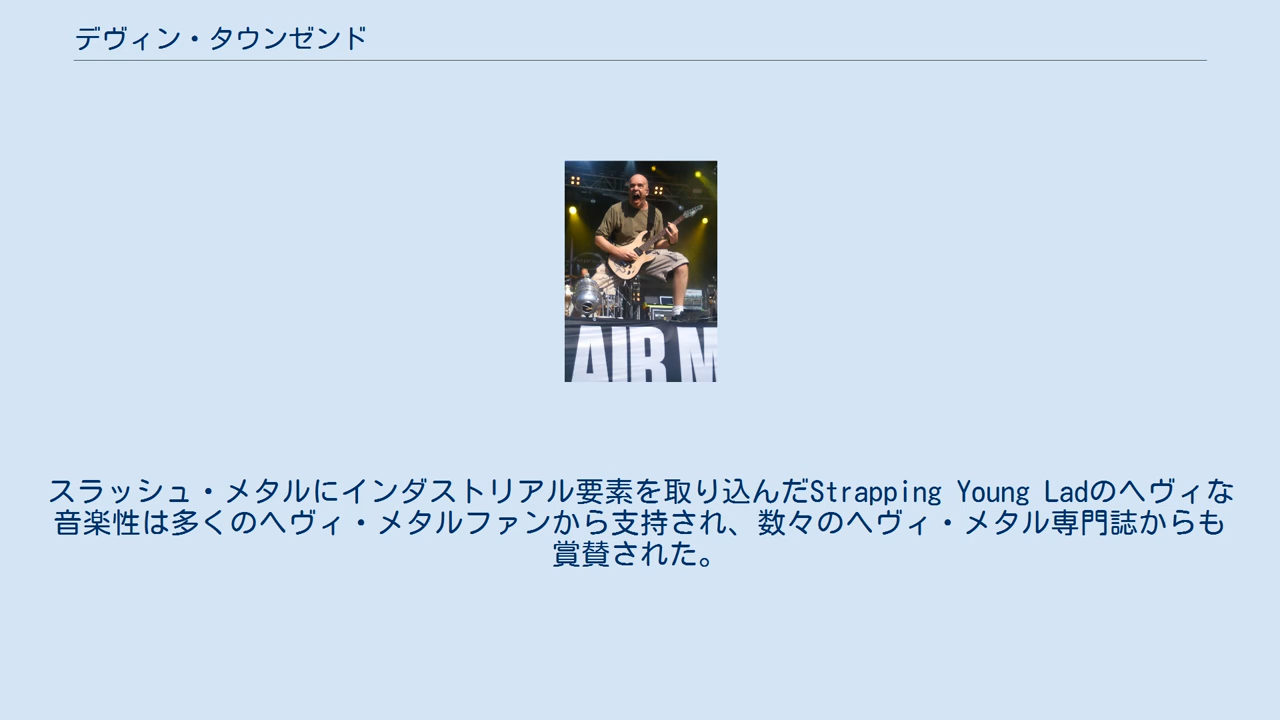 デヴィン・タウンゼンド
AIR M
スラッシュ・メタルにインダストリアル要素を取り込んだStrapping Young Ladのヘヴィな
音楽性は多くのヘヴィ・メタルファンから支持され、数々のヘヴィ・メタル専門誌からも
賞賛された。